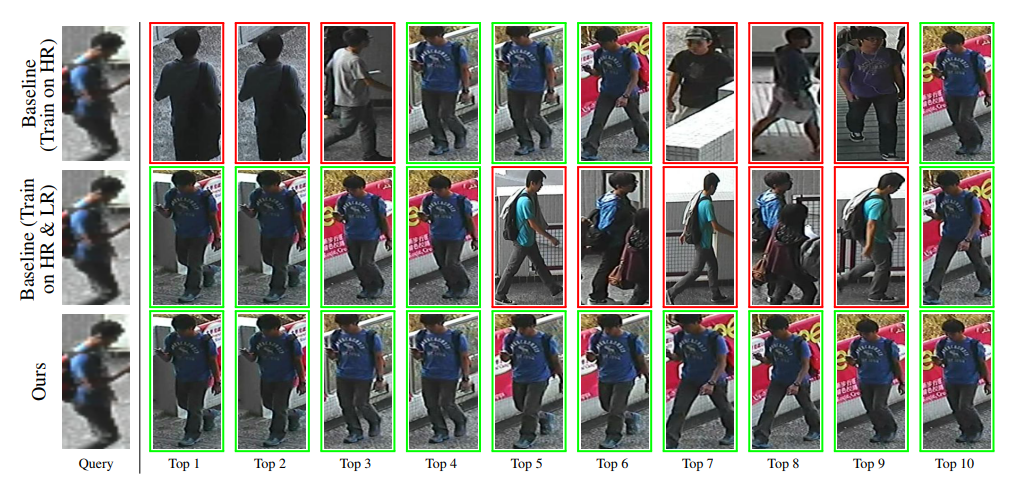 Baseline
(Train on HR)
Baseline (Train
on HR & LR)
Ours
Query
Top 1
Top 2
Top 3
Top 4
Top 5
Top 6
Top 7
Top 8
Top 9
Top 10